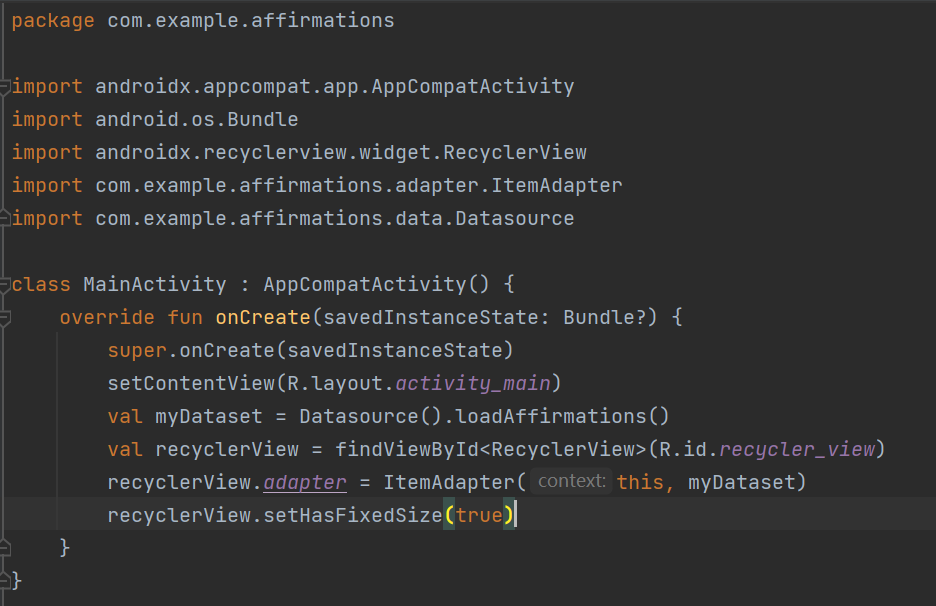 package com.example.affirmations
import androidx.appcompat.app.AppCompatActivity
import android.os.Bundle
import androidx.recyclerview.widget.RecyclerView
import com.example.affirmations.adapter.ItemAdapter
import com.example.affirmations.data.Datasource
class MainActivity : AppCompatActivity() {
    override fun onCreate(savedInstanceState: Bundle?) {
        super.onCreate(savedInstanceState)
        setContentView(R.layout.activity_main)
        val myDataset = Datasource().loadAffirmations()
        val recyclerView = findViewById<RecyclerView>(R.id.recycler_view)
        recyclerView.adapter = ItemAdapter( context: this, myDataset)
        recyclerView.setHasFixedSize(true)
    }
}